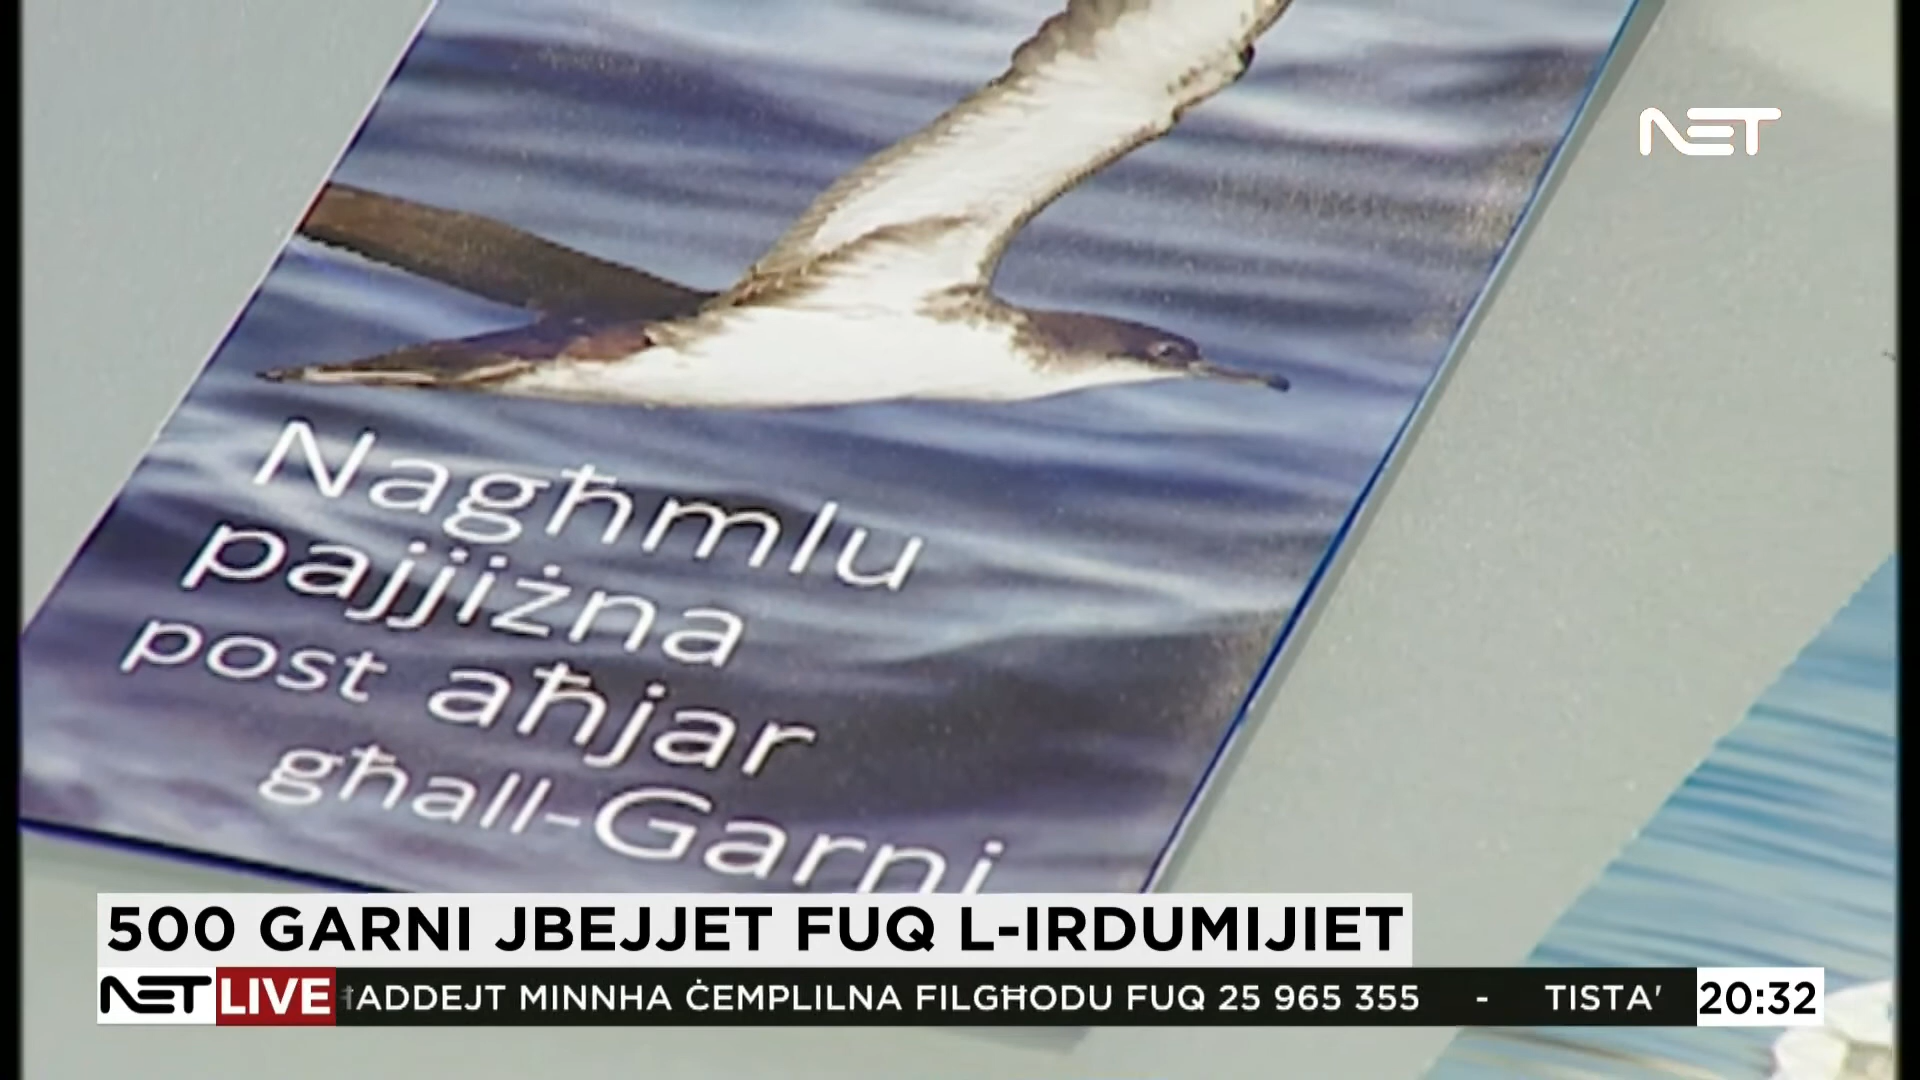 NET
Nagħmlu
pajjiżna
post aħjar
għall-Garni
500 GARNI JBEJJET FUQ L-IRDUMIJIET
NET LIVE ĦADDEJT MINNHA ĊEMPLILNA FILGĦODU FUQ 25 965 355 - TISTA' 20:32